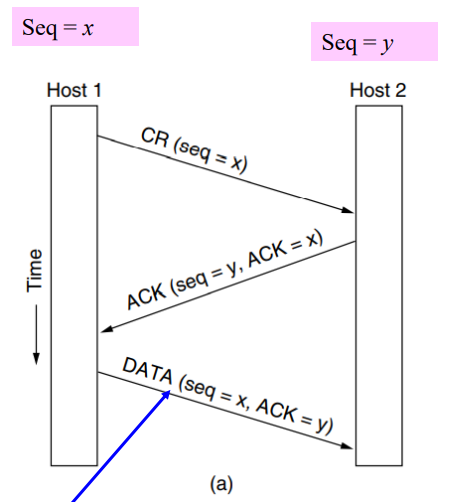 Seq = x
Seq = y
Host 1
Host 2
CR (seq = x)
ACK (seq = y, ACK = x)
Time
DATA (seq = x, ACK = y)
(a)